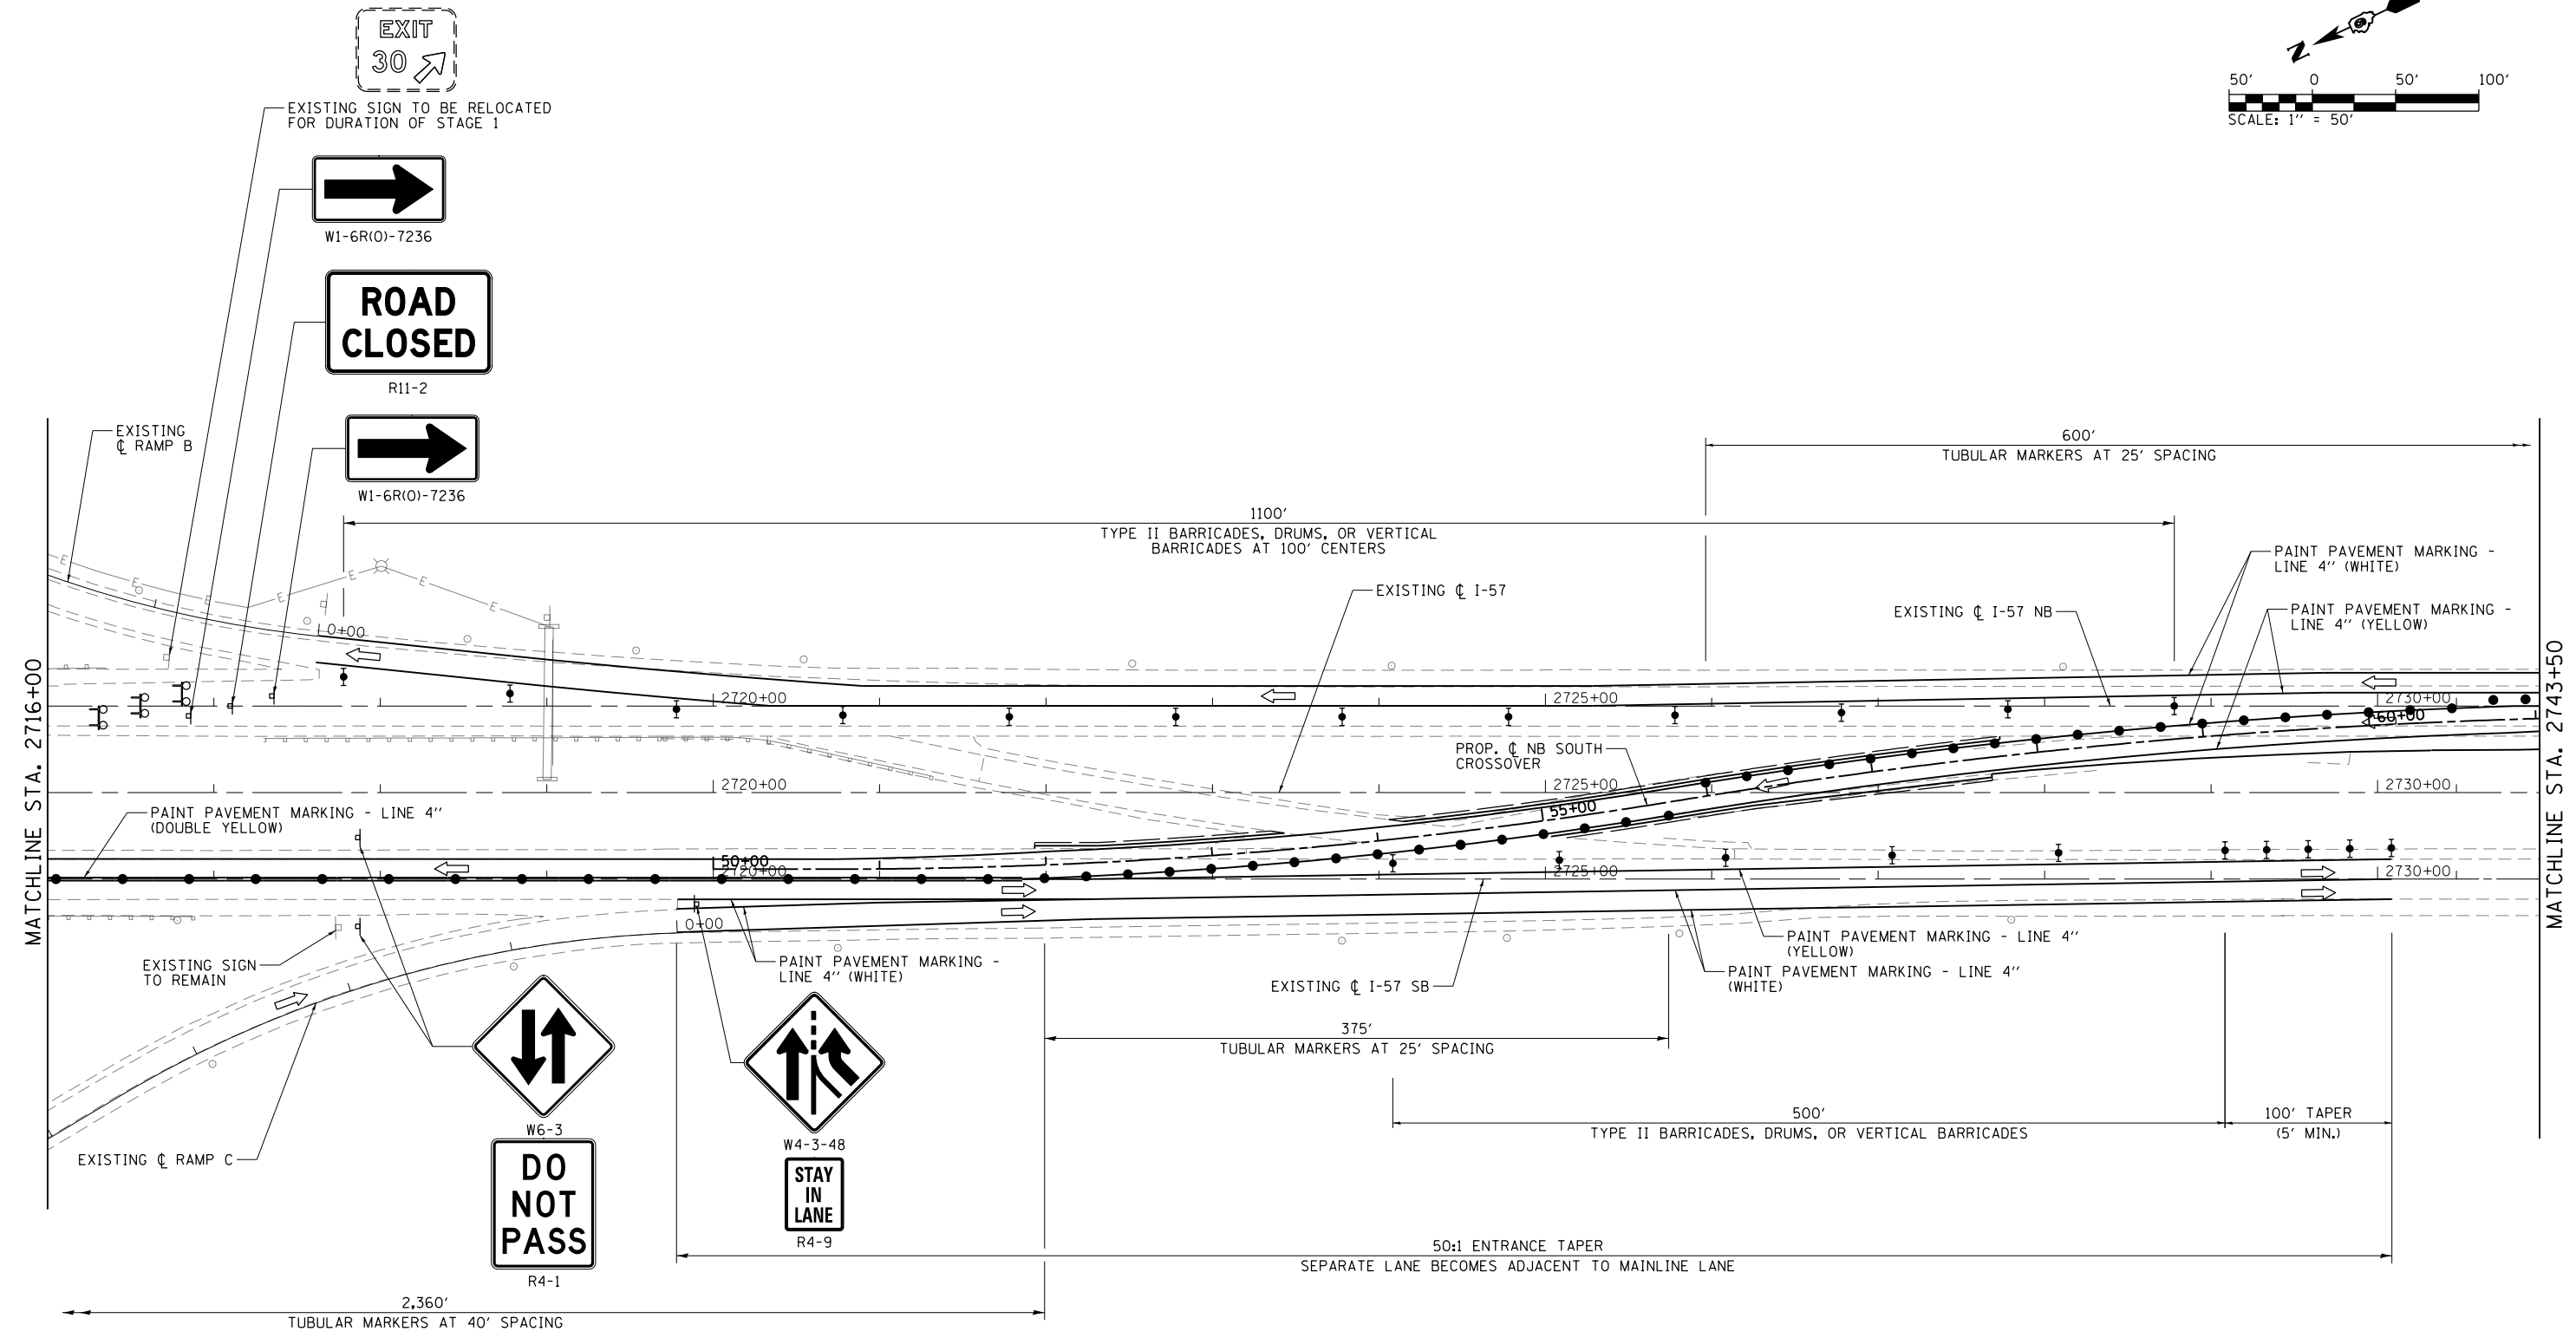 EXIT
30
EXISTING SIGN TO BE RELOCATED
FOR DURATION OF STAGE 1
W1-6R(O)-7236
ROAD
CLOSED
R11-2
W1-6R(O)-7236
N
50' 0 50' 100'
SCALE: 1'' = 50'
EXISTING
℄ RAMP B
600'
TUBULAR MARKERS AT 25' SPACING
1100'
TYPE II BARRICADES, DRUMS, OR VERTICAL
BARRICADES AT 100' CENTERS
EXISTING ℄ I-57
EXISTING ℄ I-57 NB
PAINT PAVEMENT MARKING -
LINE 4'' (WHITE)
PAINT PAVEMENT MARKING -
LINE 4'' (YELLOW)
E E E E E E
0+00
MATCHLINE STA. 2716+00
MATCHLINE STA. 2743+50
2720+00 2725+00 2730+00
60+00
PROP. ℄ NB SOUTH
CROSSOVER
2720+00 2725+00 2730+00
55+00
PAINT PAVEMENT MARKING - LINE 4''
(DOUBLE YELLOW)
50+00
2720+00 2725+00 2730+00
0+00
EXISTING SIGN
TO REMAIN
PAINT PAVEMENT MARKING -
LINE 4'' (WHITE)
EXISTING ℄ I-57 SB
PAINT PAVEMENT MARKING - LINE 4''
(YELLOW)
PAINT PAVEMENT MARKING - LINE 4''
(WHITE)
375'
TUBULAR MARKERS AT 25' SPACING
500'
TYPE II BARRICADES, DRUMS, OR VERTICAL BARRICADES
100' TAPER
(5' MIN.)
EXISTING ℄ RAMP C
W6-3
DO
NOT
PASS
R4-1
W4-3-48
STAY
IN
LANE
R4-9
50:1 ENTRANCE TAPER
SEPARATE LANE BECOMES ADJACENT TO MAINLINE LANE
2,360'
TUBULAR MARKERS AT 40' SPACING